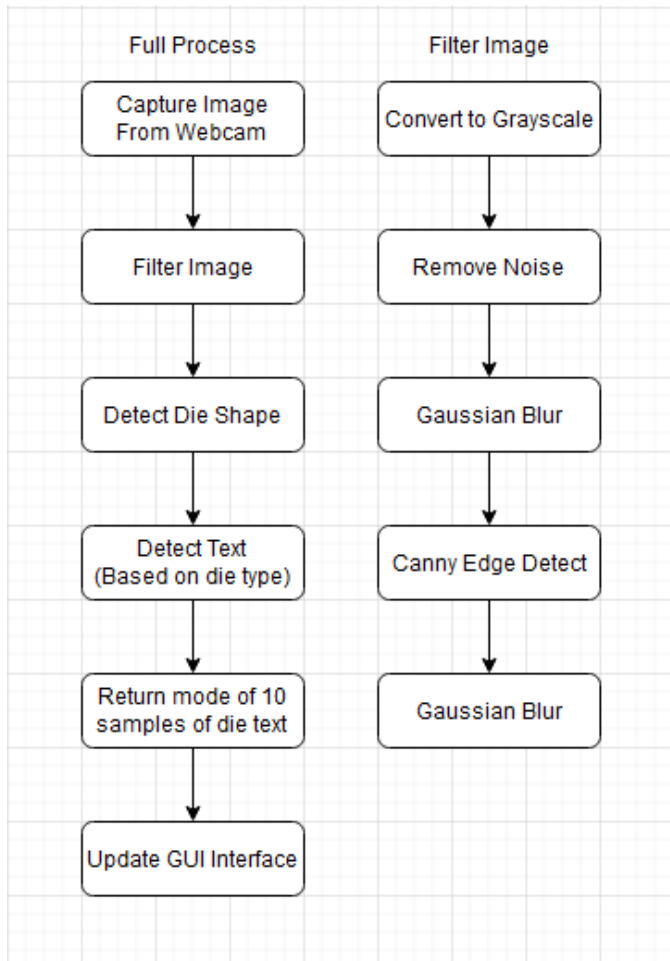 Full Process
Capture Image
From Webcam
Filter Image
Detect Die Shape
Detect Text
(Based on die type)
Return mode of 10
samples of die text
Update GUI Interface
Filter Image
Convert to Grayscale
Remove Noise
Gaussian Blur
Canny Edge Detect
Gaussian Blur